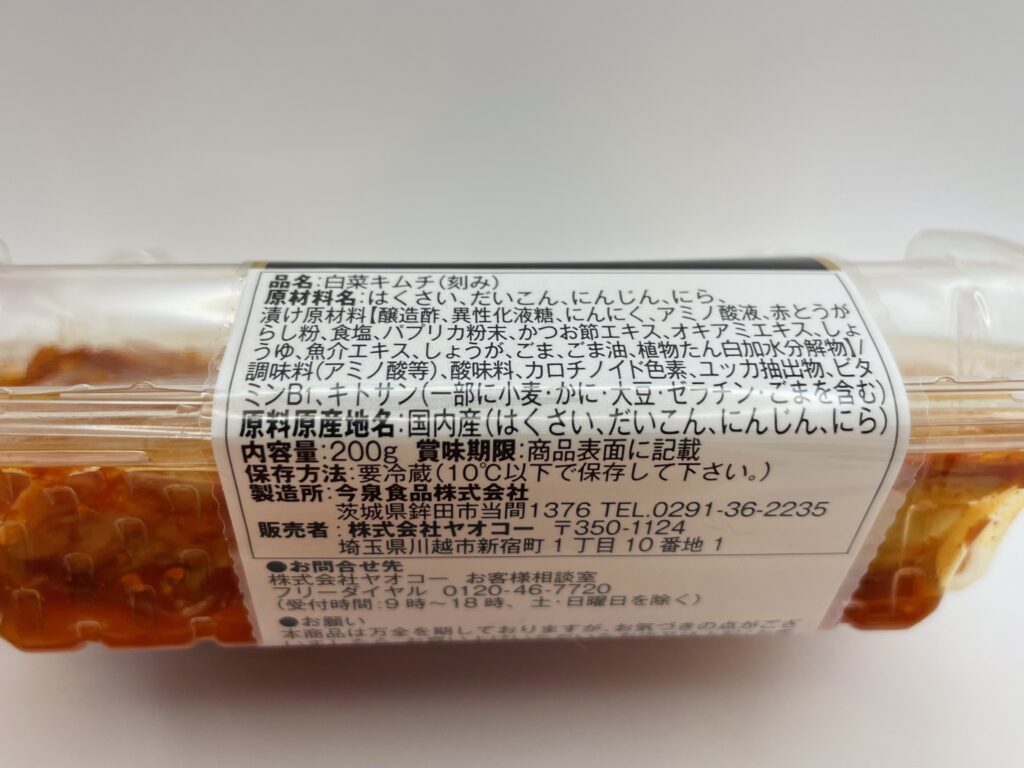 品名:白菜キムチ(刻み)
原材料名:はくさい、だいこん、にんじん、にら、
漬け原材料【醸造酢、異性化液糖、にんにく、アミノ酸液、赤とうが
らし粉、食塩、パプリカ粉末、かつお節エキス、オキアミエキス、しょ
うゆ、魚介エキス、しょうが、ごま、ごま油、植物たん白加水分解物】/
調味料(アミノ酸等)、酸味料、カロチノイド色素、ユッカ抽出物、ビタ
ミンB1、キトサン(一部に小麦・かに・大豆・ゼラチン・ごまを含む)
原料原産地名:国内産(はくさい、だいこん、にんじん、にら)
内容量:200g 賞味期限:商品表面に記載
保存方法:要冷蔵(10℃以下で保存して下さい。)
製造所:今泉食品株式会社
茨城県鉾田市当間1376 TEL.0291-36-2235
販売者:株式会社ヤオコー 〒350-1124
埼玉県川越市新宿町1丁目10番地1
●お問合せ先
株式会社ヤオコー お客様相談室
フリーダイヤル 0120-46-7720
(受付時間:9時~18時、土・日曜日を除く)
●お願い
本商品は万全を期しておりますが、お気づきの点がござ